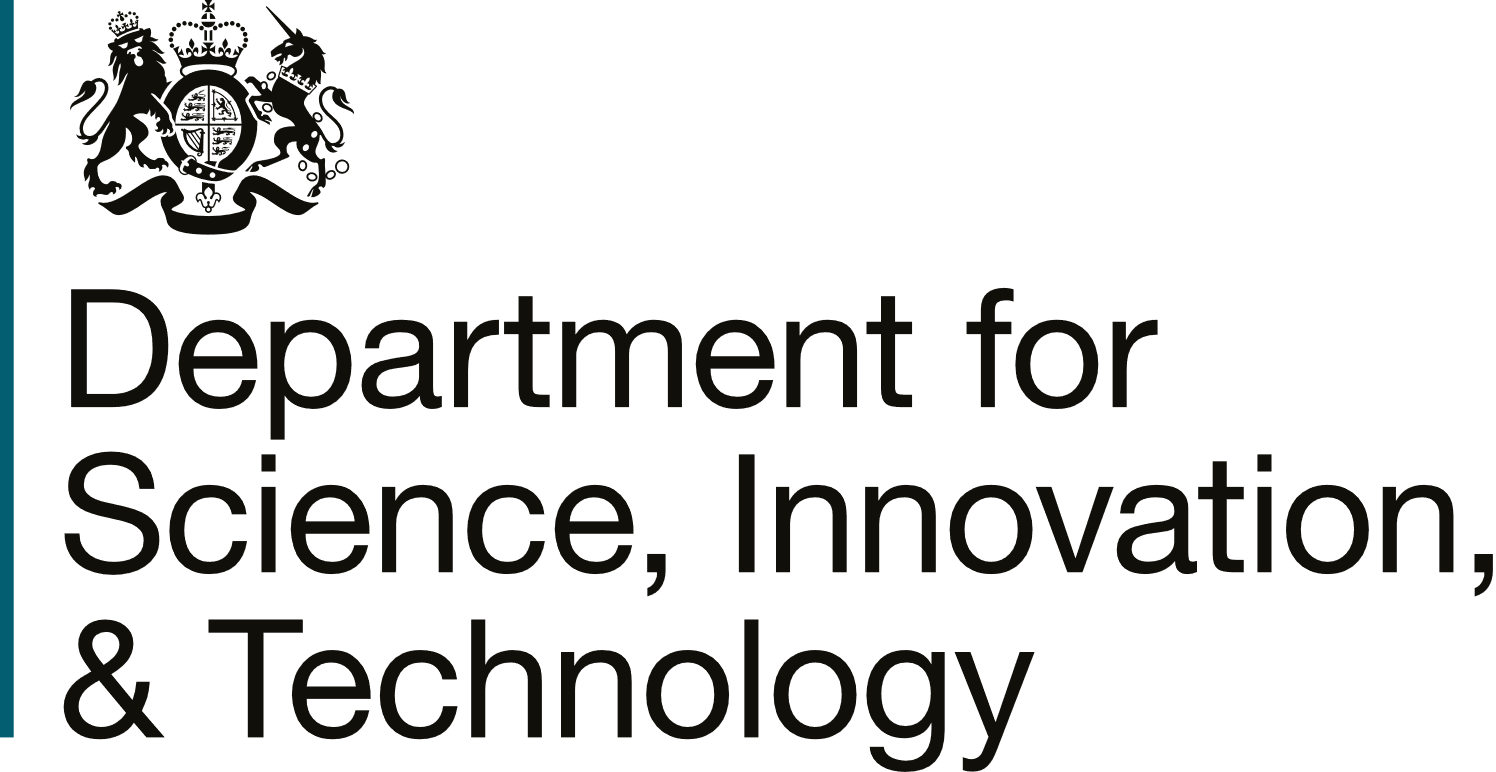 Department for
Science, Innovation,
& Technology